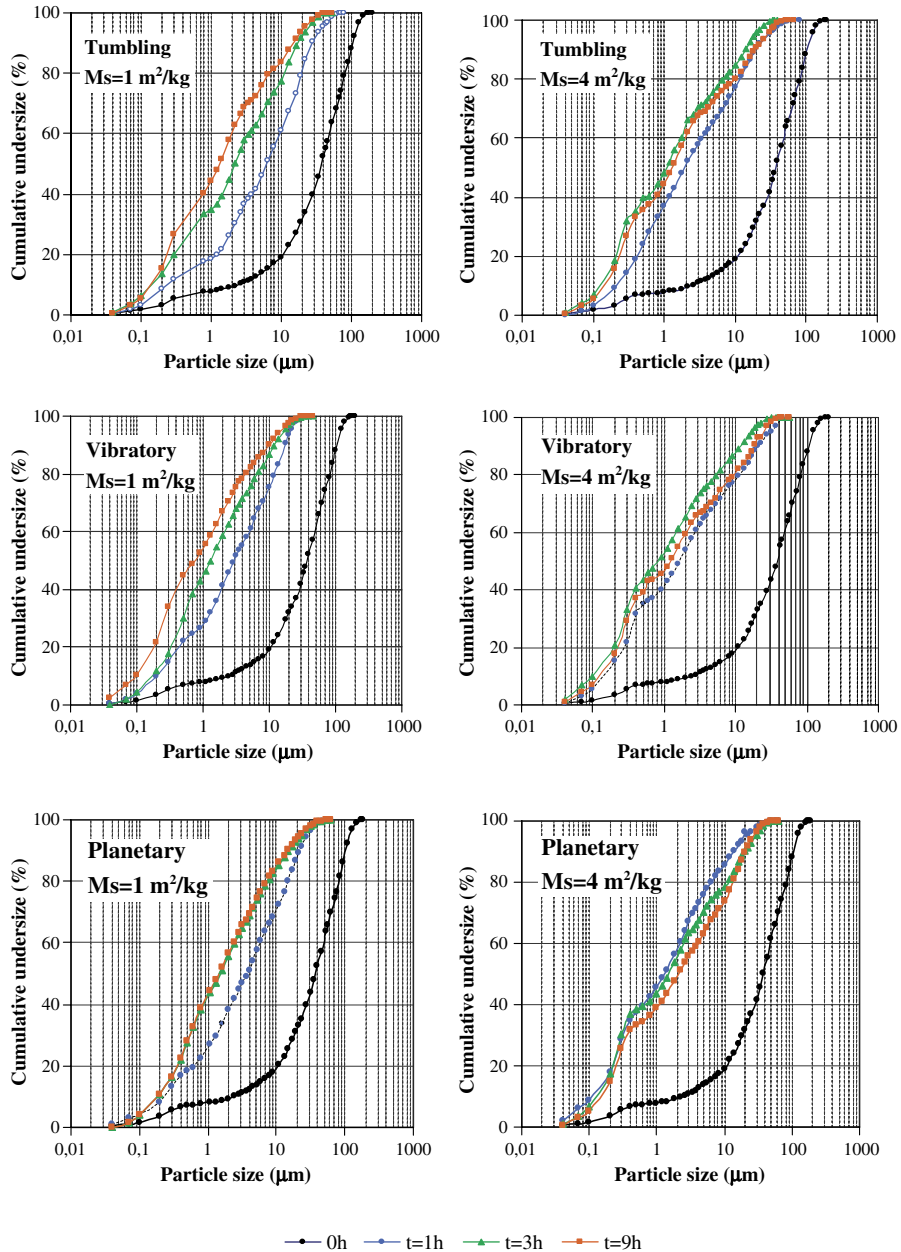 Cumulative undersize (%)
100
80
60
40
20
0
Tumbling
Ms=1 m²/kg
0,01 0,1 1 10 100 1000
Particle size (µm)
Cumulative undersize (%)
100
80
60
40
20
0
Tumbling
Ms=4 m²/kg
0,01 0,1 1 10 100 1000
Particle size (µm)
Cumulative undersize (%)
100
80
60
40
20
0
Vibratory
Ms=1 m²/kg
0,01 0,1 1 10 100 1000
Particle size (µm)
Cumulative undersize (%)
100
80
60
40
20
0
Vibratory
Ms=4 m²/kg
0,01 0,1 1 10 100 1000
Particle size (µm)
Cumulative undersize (%)
100
80
60
40
20
0
Planetary
Ms=1 m²/kg
0,01 0,1 1 10 100 1000
Particle size (µm)
Cumulative undersize (%)
100
80
60
40
20
0
Planetary
Ms=4 m²/kg
0,01 0,1 1 10 100 1000
Particle size (µm)
0h t=1h t=3h t=9h